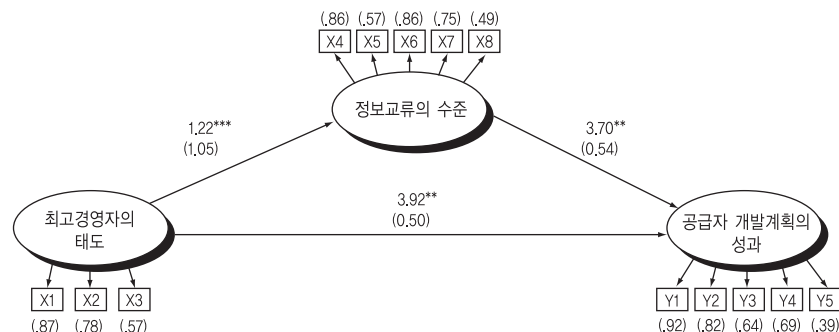 (.86) (.57) (.86) (.75) (.49)
X4 X5 X6 X7 X8
정보교류의 수준
1.22***
(1.05)
3.70**
(0.54)
3.92**
(0.50)
최고경영자의
태도
공급자 개발계획의
성과
X1 X2 X3
(.87) (.78) (.57)
Y1 Y2 Y3 Y4 Y5
(.92) (.82) (.64) (.69) (.39)